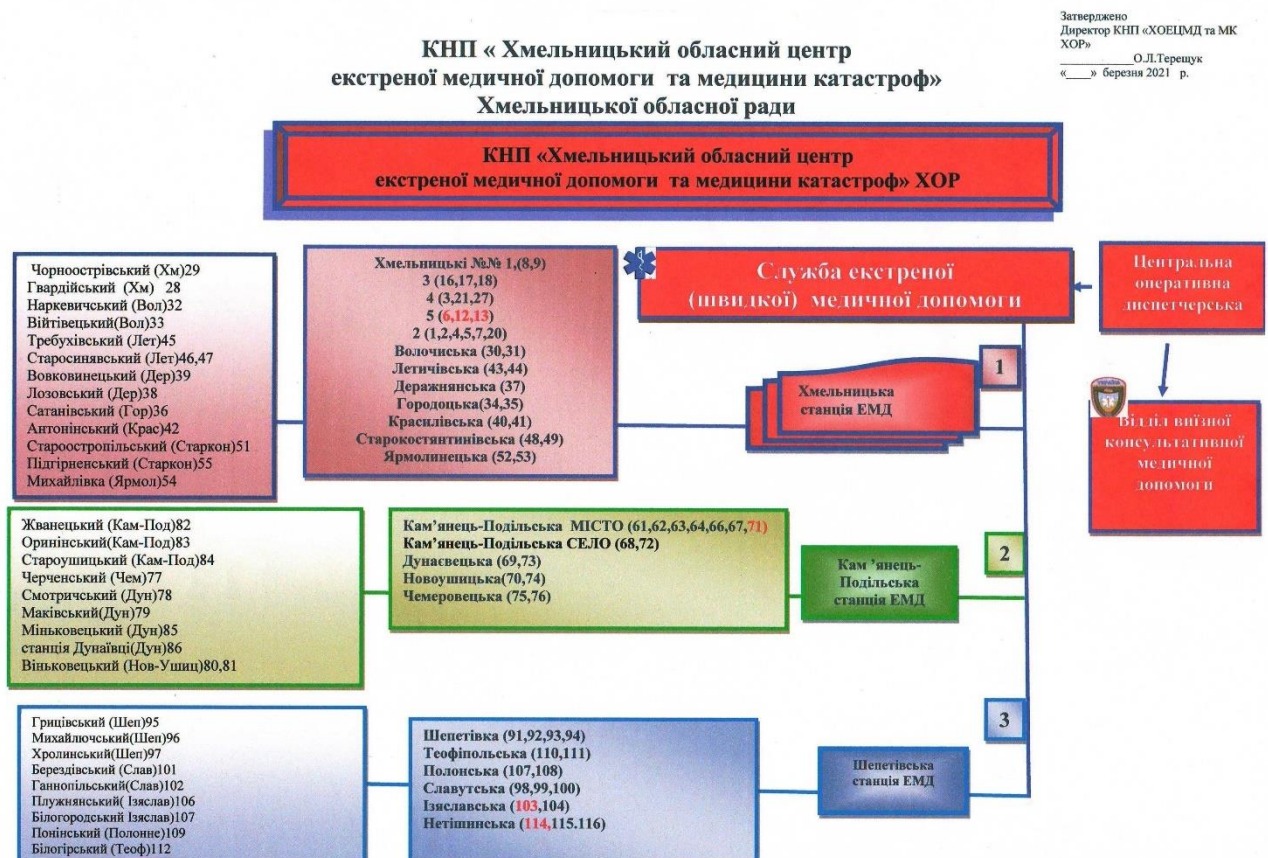 Затверджено
Директор КНП «ХОЕЦМД та МК
ХОР»
____________О.Л.Терещук
«____» березня 2021 р.
КНП « Хмельницький обласний центр
екстреної медичної допомоги та медицини катастроф»
Хмельницької обласної ради
КНП «Хмельницький обласний центр
екстреної медичної допомоги та медицини катастроф» ХОР
Чорноострівський (Хм)29
Гвардійський (Хм) 28
Наркевичський (Вол)32
Війтівецький(Вол)33
Требухівський (Лет)45
Старосинявський (Лет)46,47
Вовковинецький (Дер)39
Лозовський (Дер)38
Сатанівський (Гор)36
Антонінський (Крас)42
Староостропільський (Старкон)51
Підгірненський (Старкон)55
Михайлівка (Ярмол)54
Хмельницькі №№ 1,(8,9)
3 (16,17,18)
4 (3,21,27)
5 (6,12,13)
2 (1,2,4,5,7,20)
Волочиська (30,31)
Летичівська (43,44)
Деражнянська (37)
Городоцька(34,35)
Красилівська (40,41)
Старокостянтинівська (48,49)
Ярмолинецька (52,53)
Служба екстреної
(швидкої) медичної допомоги
Центральна
оперативна
диспетчерська
1
Хмельницька
станція ЕМД
УКРАЇНА
Відділ виїзної
консультативної
медичної
допомоги
Жванецький (Кам-Под)82
Оринінський(Кам-Под)83
Староушицький (Кам-Под)84
Черченський (Чем)77
Смотричський (Дун)78
Маківський(Дун)79
Міньковецький (Дун)85
станція Дунаївці(Дун)86
Віньковецький (Нов-Ушиц)80,81
Кам’янець-Подільська МІСТО (61,62,63,64,66,67,71)
Кам’янець-Подільська СЕЛО (68,72)
Дунаєвецька (69,73)
Новоушицька(70,74)
Чемеровецька (75,76)
2
Кам ’янець-
Подільська
станція ЕМД
Грицівський (Шеп)95
Михайлючський(Шеп)96
Хролинський(Шеп)97
Берездівський (Слав)101
Ганнопільський(Слав)102
Плужнянський( Ізяслав)106
Білогородський Ізяслав)107
Понінський (Полонне)109
Білогірський (Теоф)112
Шепетівка (91,92,93,94)
Теофіпольська (110,111)
Полонська (107,108)
Славутська (98,99,100)
Ізяславська (103,104)
Нетішинська (114,115.116)
3
Шепетівська
станція ЕМД